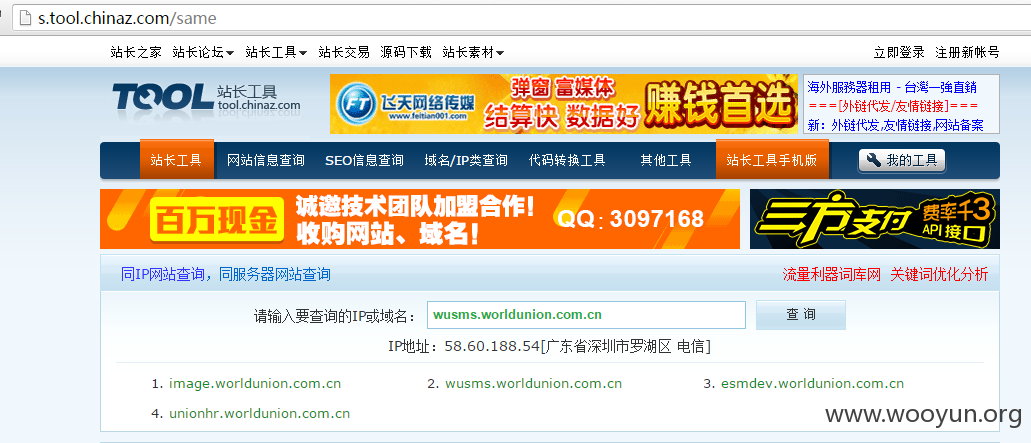 s.tool.chinaz.com/same
站长之家 站长论坛 站长工具 站长交易 源码下载 站长素材 立即登录 注册新帐号
TOOL 站长工具 tool.chinaz.com
FT 飞天网络传媒 www.feitian001.com 弹窗 富媒体 结算快 数据好 赚钱首选
海外服務器租用 - 台灣一強直銷
===[外链代发/友情链接]===
新：外链代发,友情链接,网站备案
站长工具 网站信息查询 SEO信息查询 域名/IP类查询 代码转换工具 其他工具 站长工具手机版 我的工具
百万现金 诚邀技术团队加盟合作! 收购网站、域名! QQ：3097168
三方支付 费率千3 API接口
同IP网站查询，同服务器网站查询 流量利器词库网 关键词优化分析
请输入要查询的IP或域名： wusms.worldunion.com.cn 查 询
IP地址：58.60.188.54[广东省深圳市罗湖区 电信]
1. image.worldunion.com.cn 2. wusms.worldunion.com.cn 3. esmdev.worldunion.com.cn
4. unionhr.worldunion.com.cn
www.wooyun.org